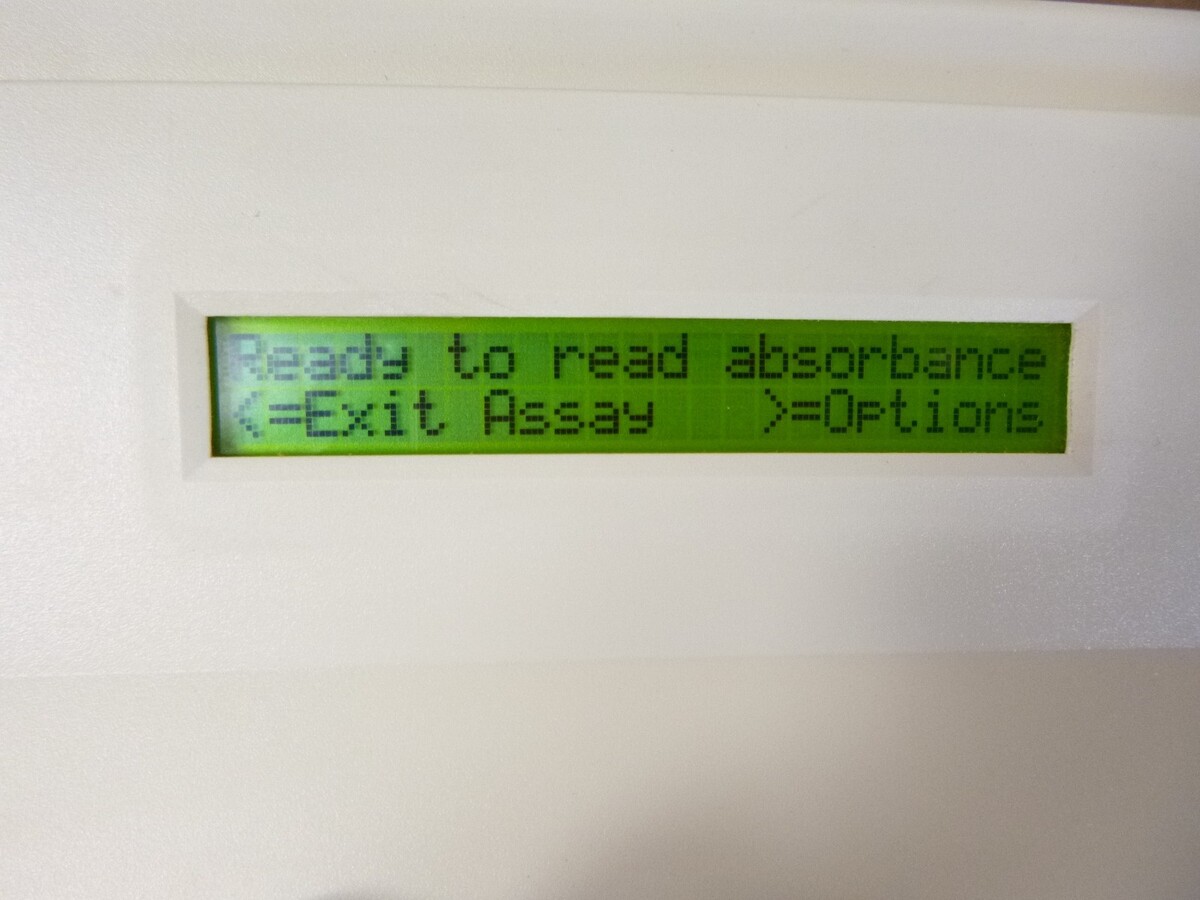 Ready to read absorbance
<=Exit Assay >=Options